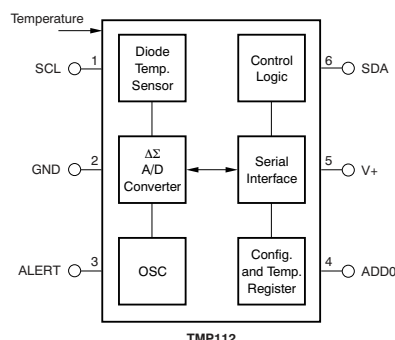 Temperature
SCL
1
Diode
Temp.
Sensor
Control
Logic
6
SDA
GND
2
ΔΣ
A/D
Converter
Serial
Interface
5
V+
ALERT
3
OSC
Config.
and Temp.
Register
4
ADD0
TMP112